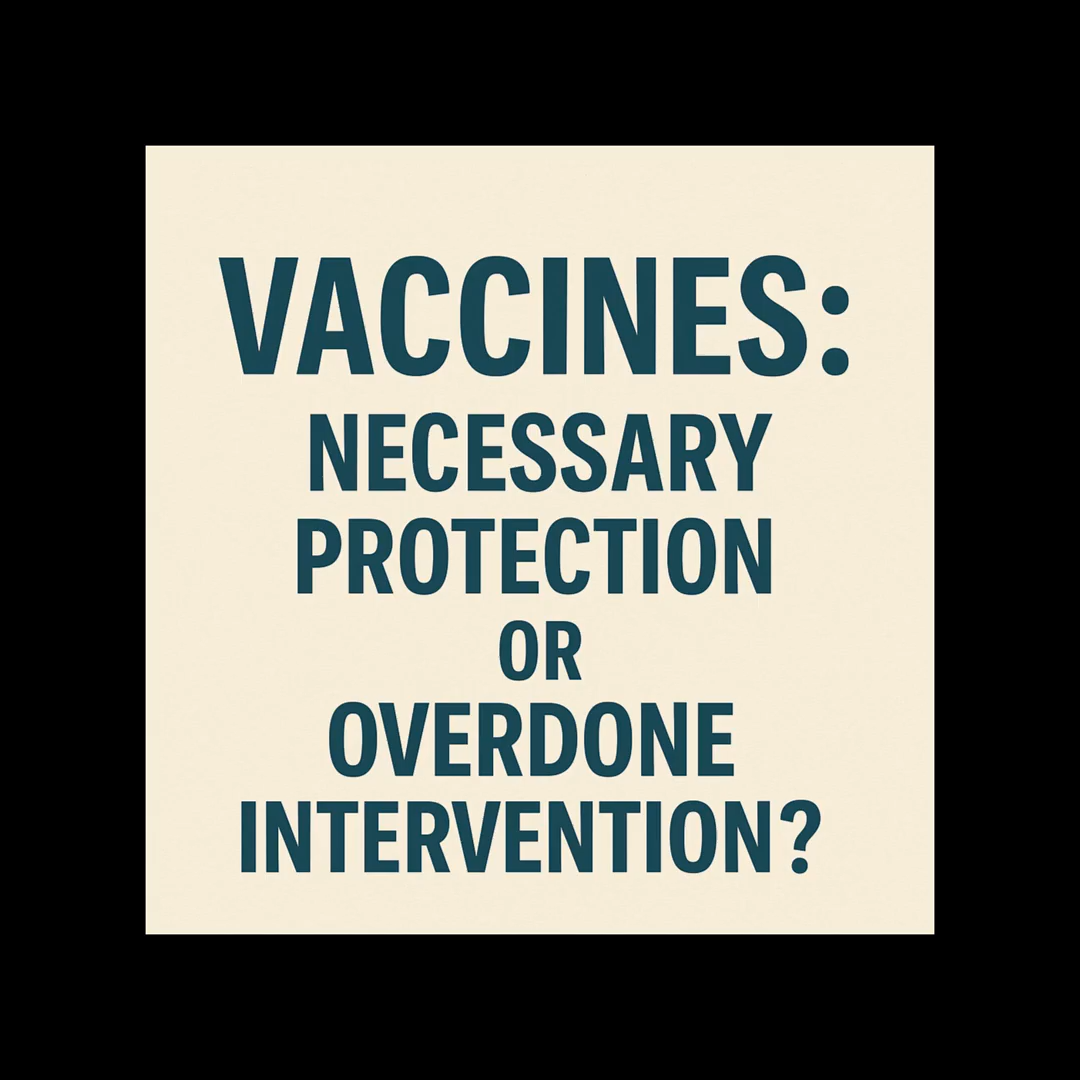 VACCINES:
NECESSARY
PROTECTION
OR
OVERDONE
INTERVENTION?